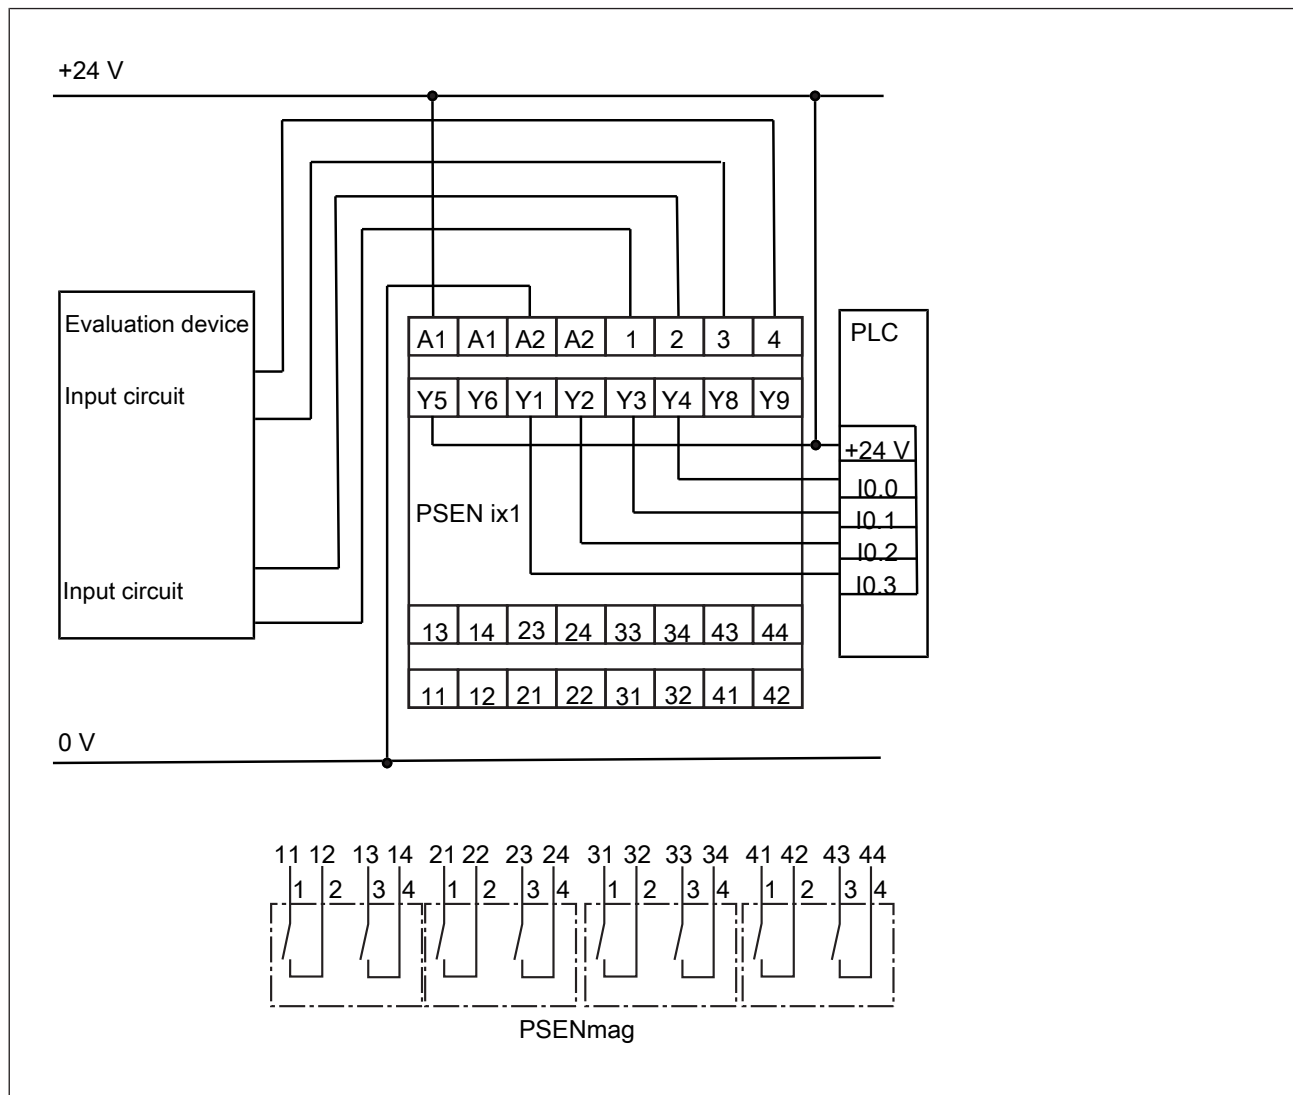 +24 V
Evaluation device
Input circuit
Input circuit
A1 A1 A2 A2 1 2 3 4
Y5 Y6 Y1 Y2 Y3 Y4 Y8 Y9
PSEN ix1
13 14 23 24 33 34 43 44
11 12 21 22 31 32 41 42
PLC
+24 V
I0.0
I0.1
I0.2
I0.3
0 V
11 12 13 14 21 22 23 24 31 32 33 34 41 42 43 44
1 2 3 4 1 2 3 4 1 2 3 4 1 2 3 4
PSENmag